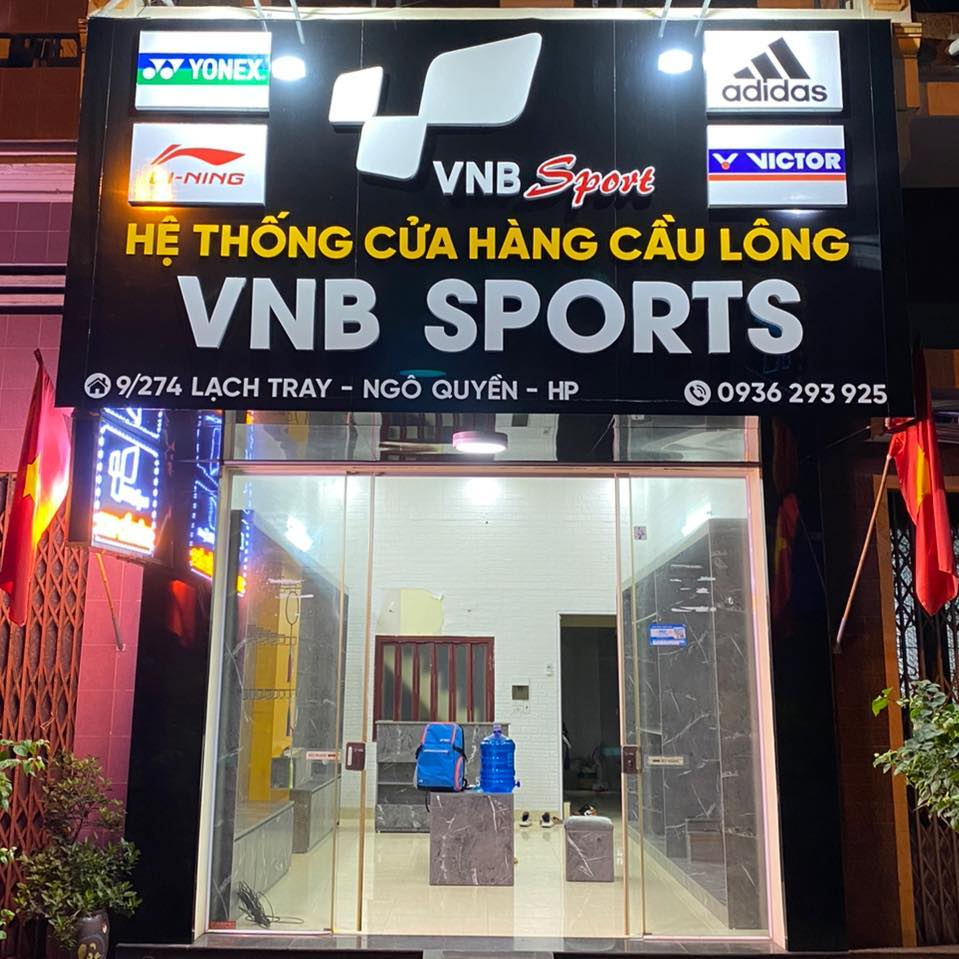 YONEX
adidas
LI-NING
VICTOR
VNB Sport
HỆ THỐNG CỬA HÀNG CẦU LÔNG
VNB SPORTS
9/274 LẠCH TRAY - NGÔ QUYỀN - HP
0936 293 925